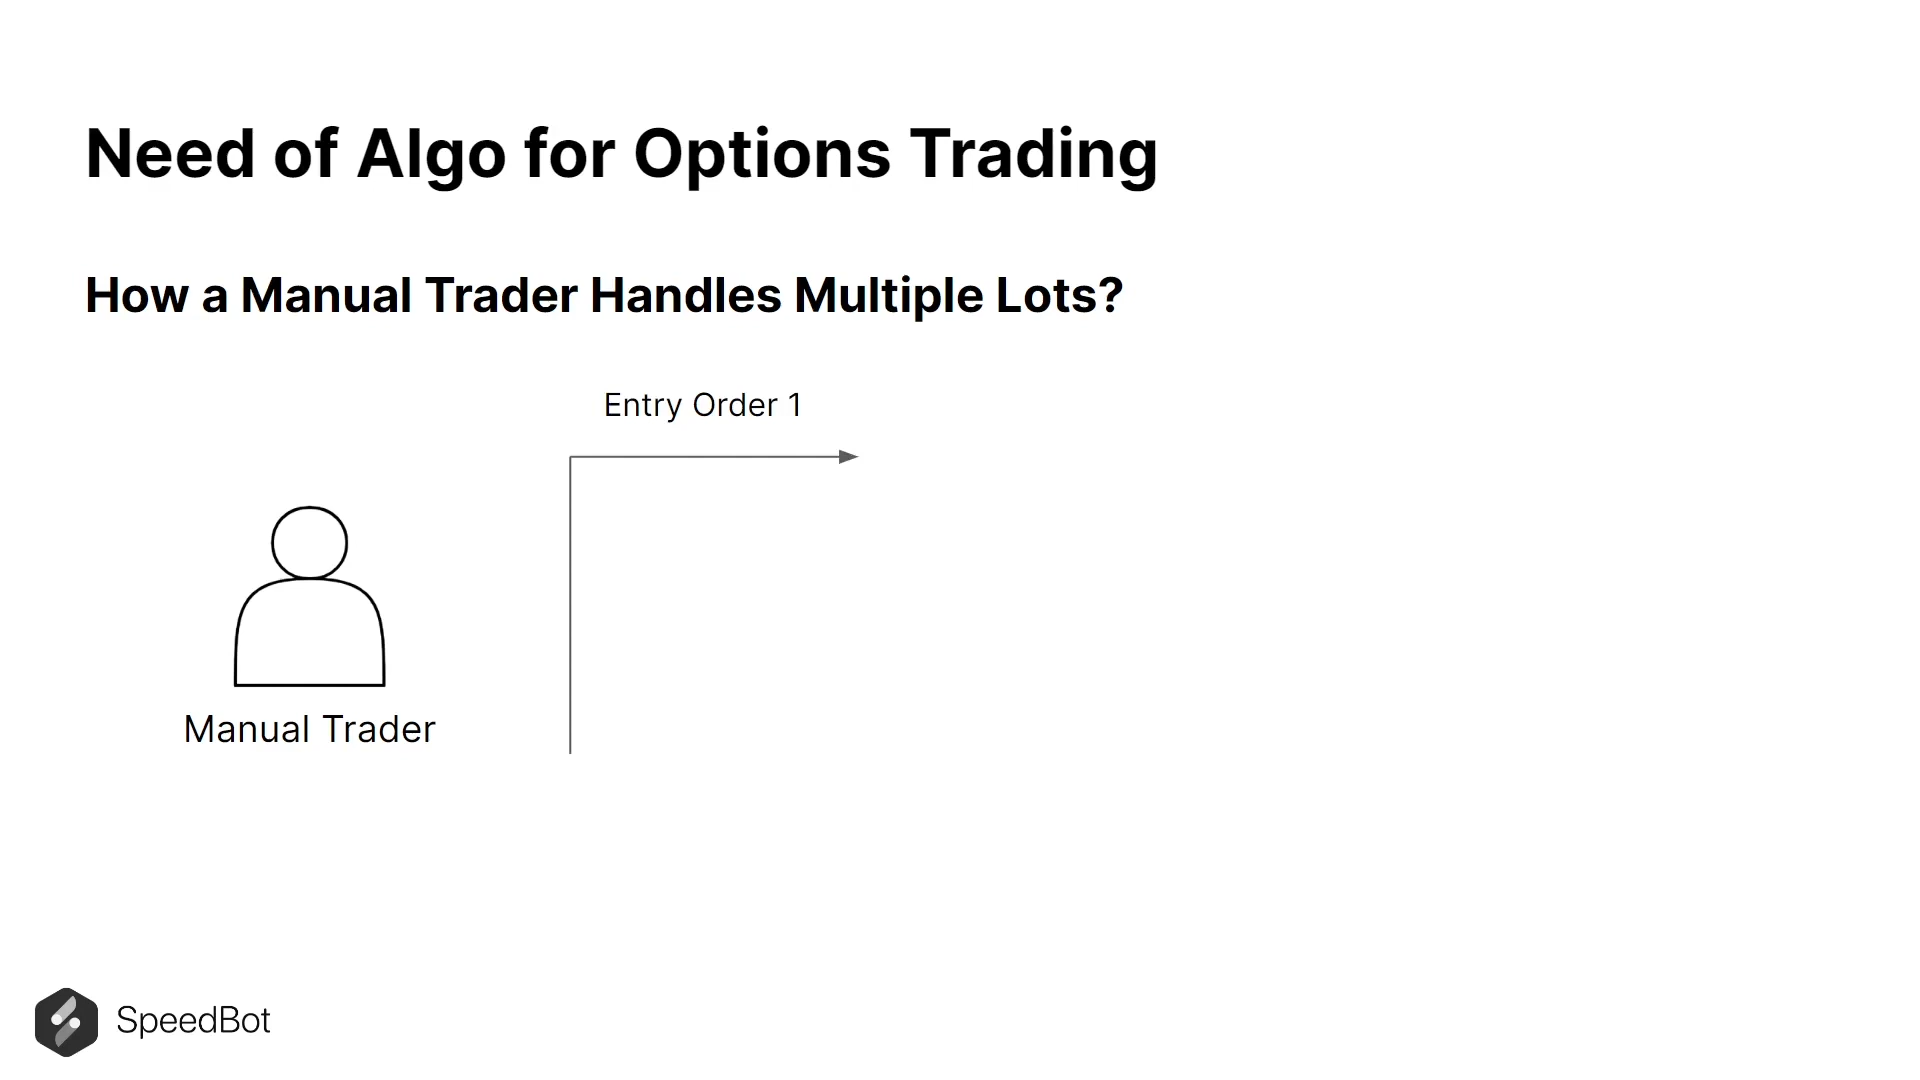 Need of Algo for Options Trading
How a Manual Trader Handles Multiple Lots?
Entry Order 1
Manual Trader
SpeedBot